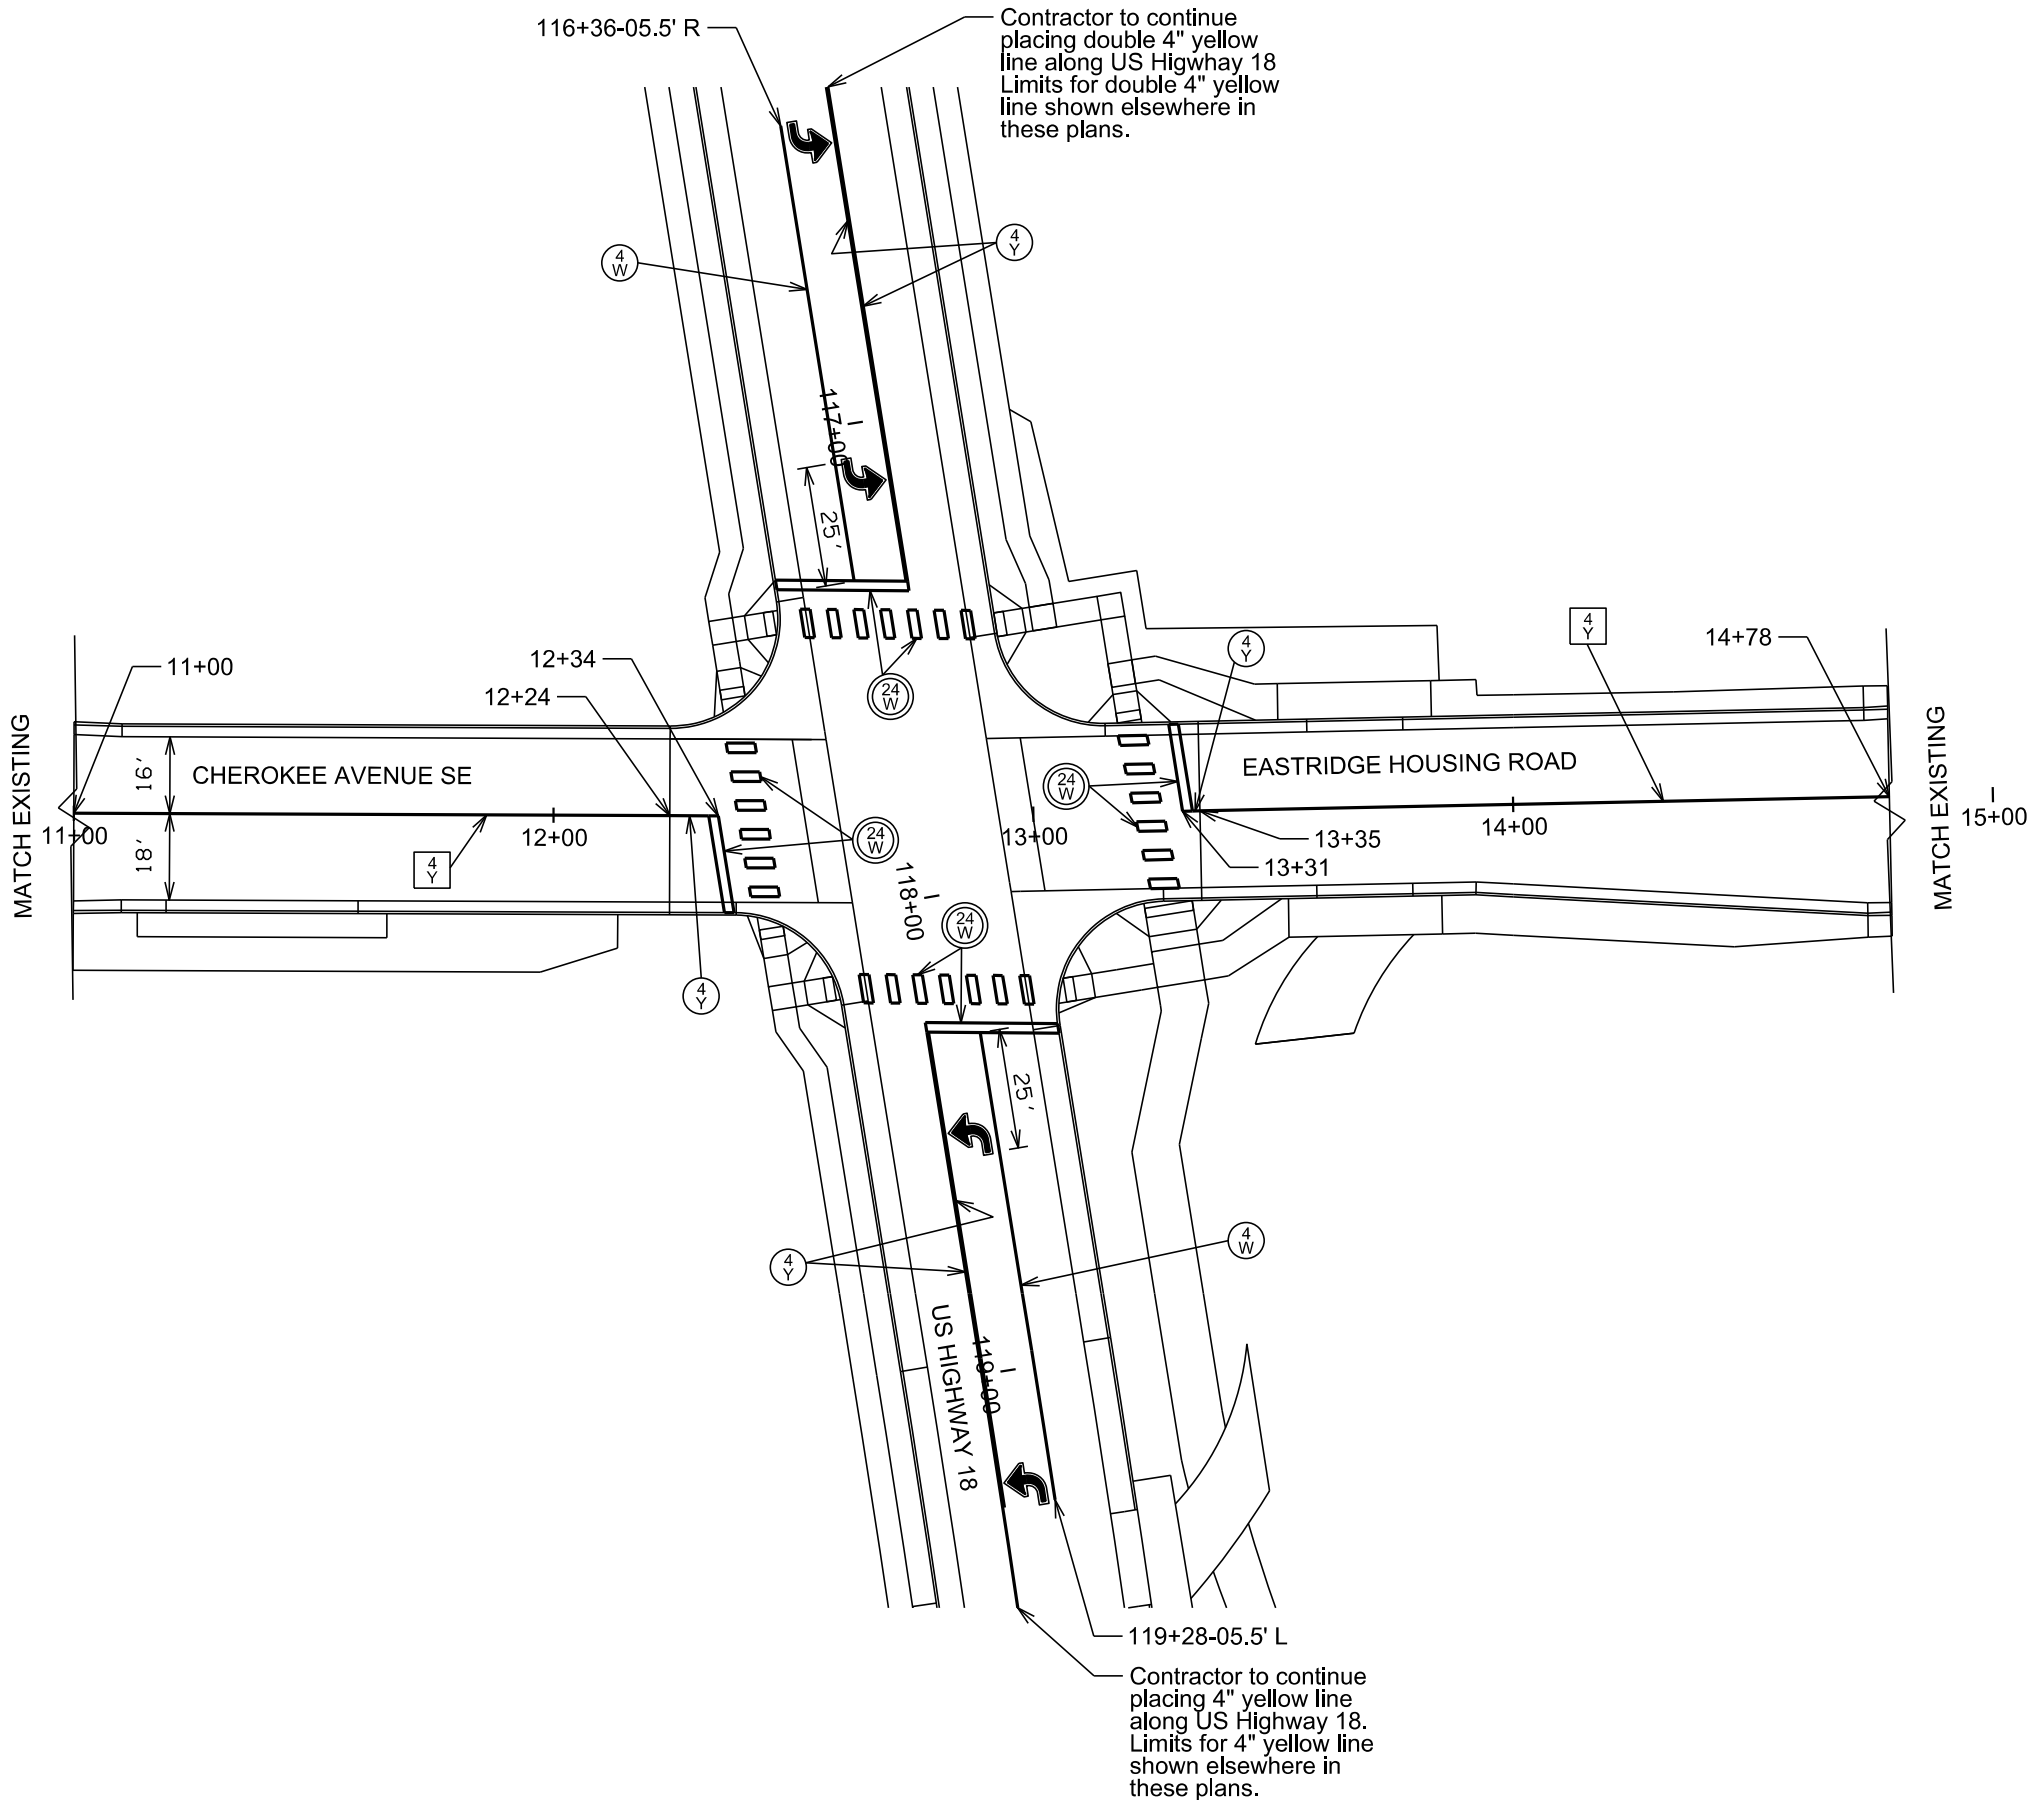 116+36-05.5' R
Contractor to continue
placing double 4" yellow
line along US Higwhay 18
Limits for double 4" yellow
line shown elsewhere in
these plans.
4
W
4
Y
117+00
25'
4
Y
4
Y
14+78
11+00
12+34
12+24
24
W
MATCH EXISTING
16'
CHEROKEE AVENUE SE
24
W
EASTRIDGE HOUSING ROAD
MATCH EXISTING
11+00
12+00
13+00
14+00
15+00
18'
4
Y
24
W
13+35
13+31
118+00
24
W
4
Y
25'
4
Y
4
W
US HIGHWAY 18
119+00
119+28-05.5' L
Contractor to continue
placing 4" yellow line
along US Highway 18.
Limits for 4" yellow line
shown elsewhere in
these plans.